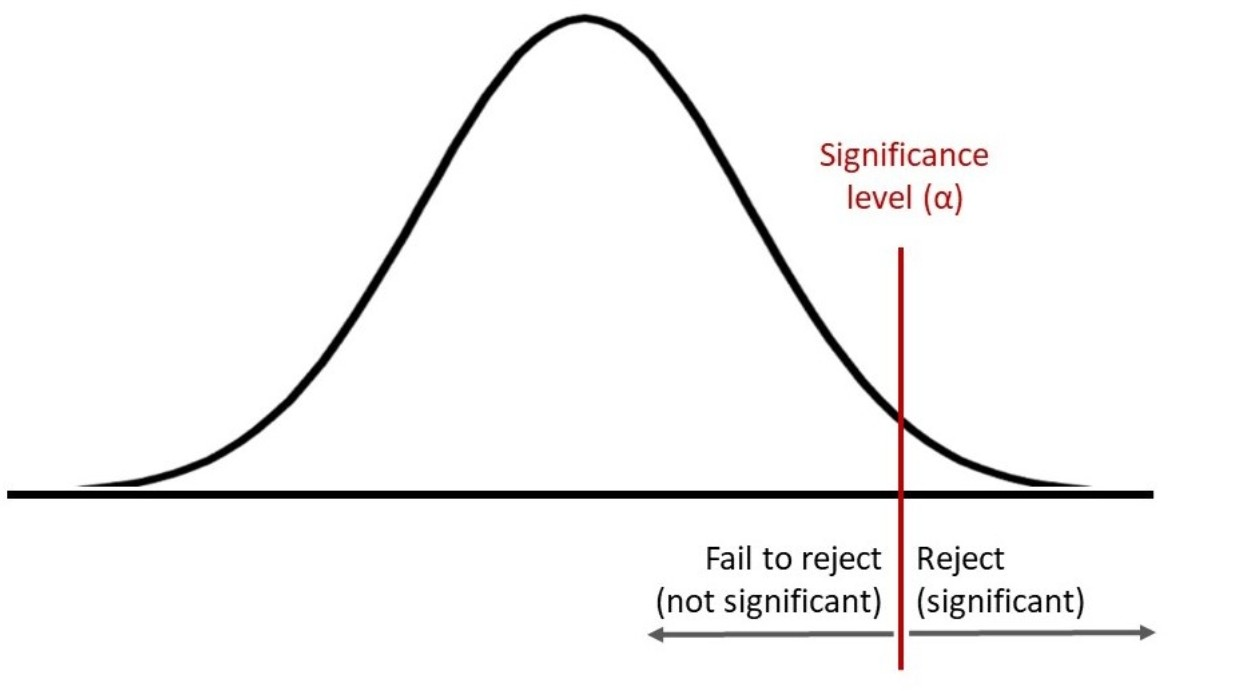 Significance
level (α)
Fail to reject
(not significant)
Reject
(significant)